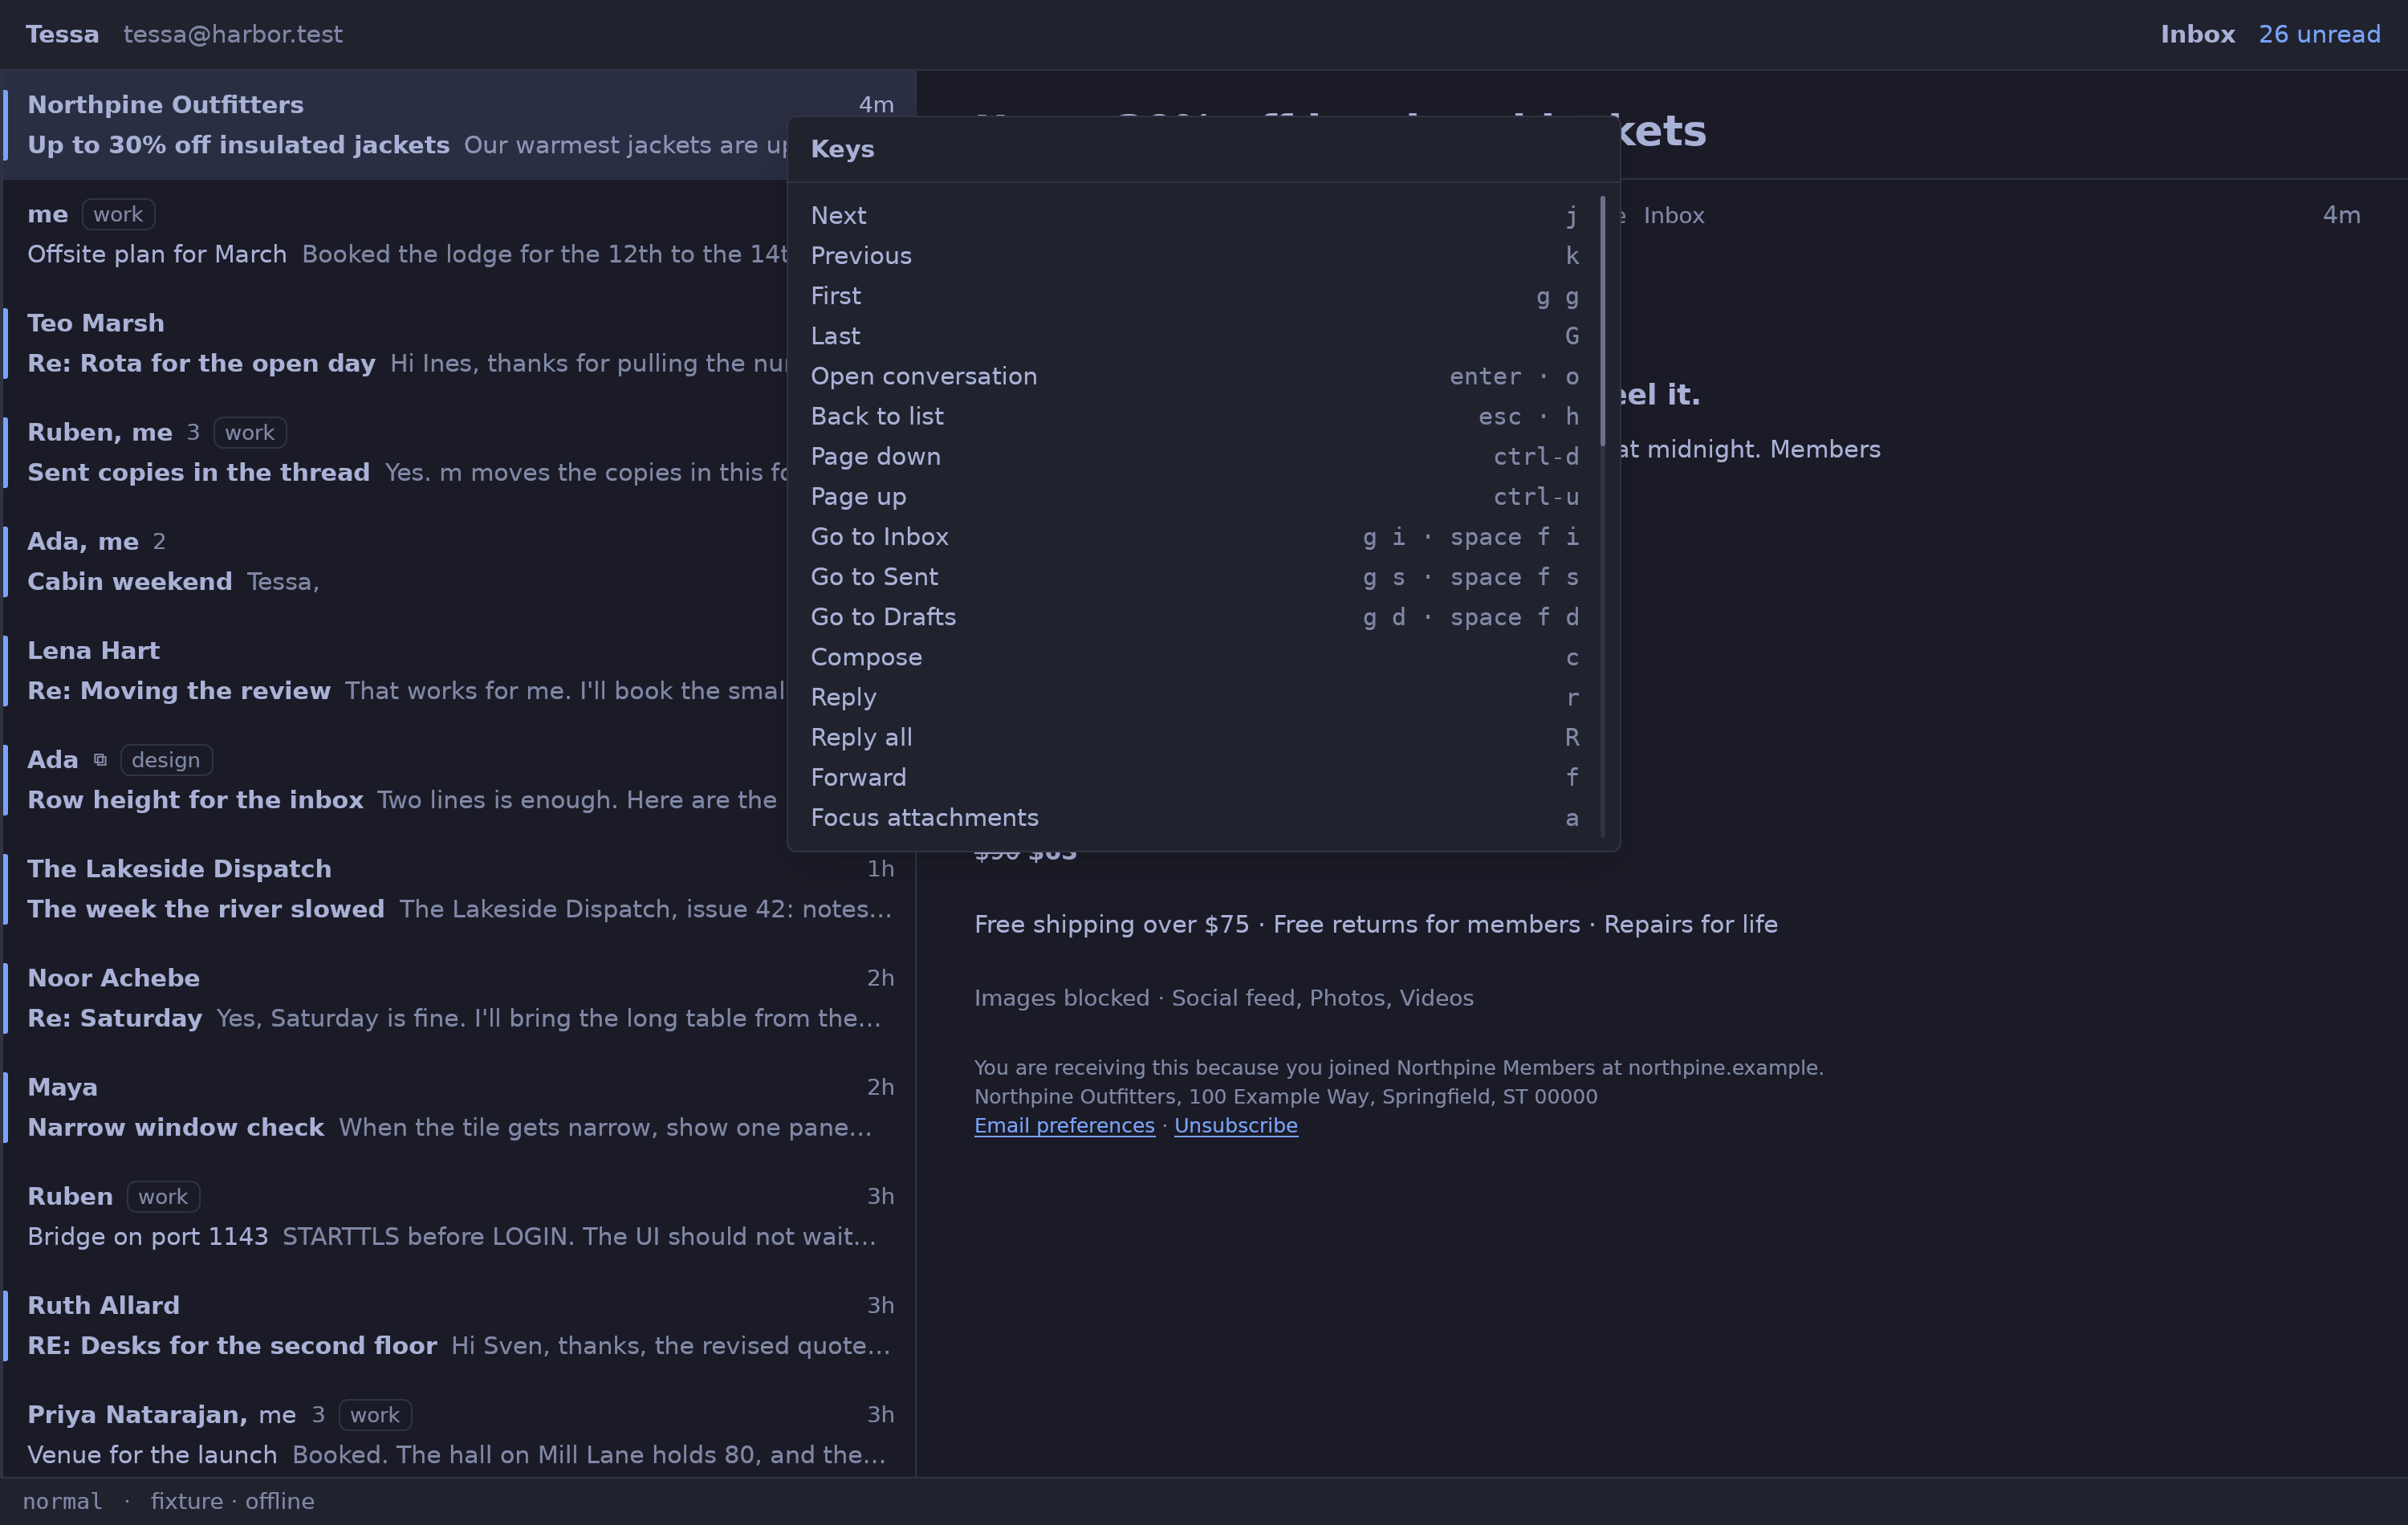 Tessa tessa@harbor.test Inbox 26 unread
Northpine Outfitters 4m
Up to 30% off insulated jackets Our warmest jackets are up
me work
Offsite plan for March Booked the lodge for the 12th to the 14t
Teo Marsh
Re: Rota for the open day Hi Ines, thanks for pulling the nu
Ruben, me 3 work
Sent copies in the thread Yes. m moves the copies in this fo
Ada, me 2
Cabin weekend Tessa,
Lena Hart
Re: Moving the review That works for me. I'll book the smal
Ada design
Row height for the inbox Two lines is enough. Here are the
The Lakeside Dispatch 1h
The week the river slowed The Lakeside Dispatch, issue 42: notes…
Noor Achebe 2h
Re: Saturday Yes, Saturday is fine. I'll bring the long table from the…
Maya 2h
Narrow window check When the tile gets narrow, show one pane…
Ruben work 3h
Bridge on port 1143 STARTTLS before LOGIN. The UI should not wait…
Ruth Allard 3h
RE: Desks for the second floor Hi Sven, thanks, the revised quote…
Priya Natarajan, me 3 work 3h
Venue for the launch Booked. The hall on Mill Lane holds 80, and the…
Keys
Next j
Previous k
First g g
Last G
Open conversation enter · o
Back to list esc · h
Page down ctrl-d
Page up ctrl-u
Go to Inbox g i · space f i
Go to Sent g s · space f s
Go to Drafts g d · space f d
Compose c
Reply r
Reply all R
Forward f
Focus attachments a
kets
Inbox 4m
eel it.
at midnight. Members
$90 $63
Free shipping over $75 · Free returns for members · Repairs for life
Images blocked · Social feed, Photos, Videos
You are receiving this because you joined Northpine Members at northpine.example.
Northpine Outfitters, 100 Example Way, Springfield, ST 00000
Email preferences · Unsubscribe
normal · fixture · offline